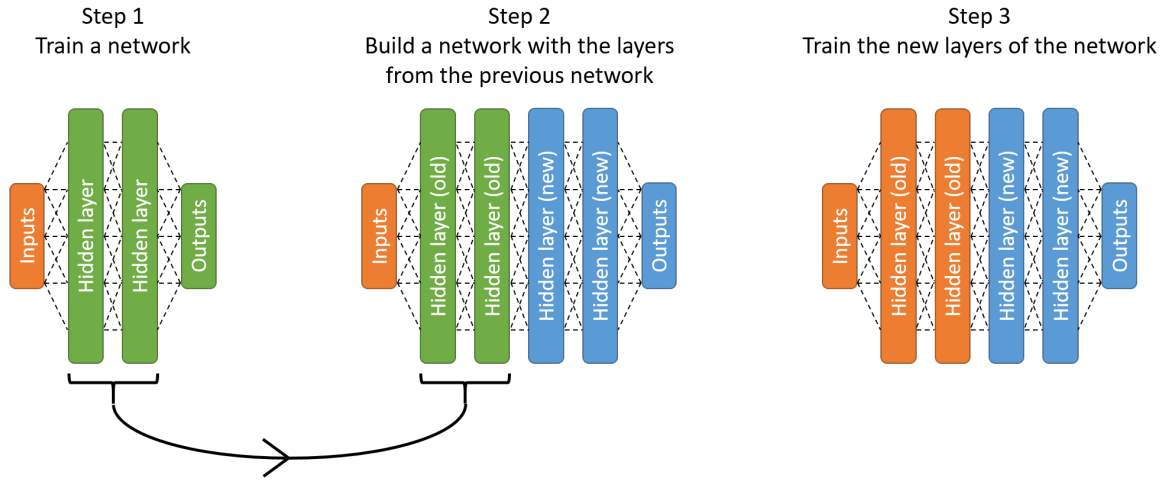 Step 1
Train a network
Inputs
Hidden layer
Hidden layer
Outputs
Step 2
Build a network with the layers
from the previous network
Inputs
Hidden layer (old)
Hidden layer (old)
Hidden layer (new)
Hidden layer (new)
Outputs
Step 3
Train the new layers of the network
Inputs
Hidden layer (old)
Hidden layer (old)
Hidden layer (new)
Hidden layer (new)
Outputs